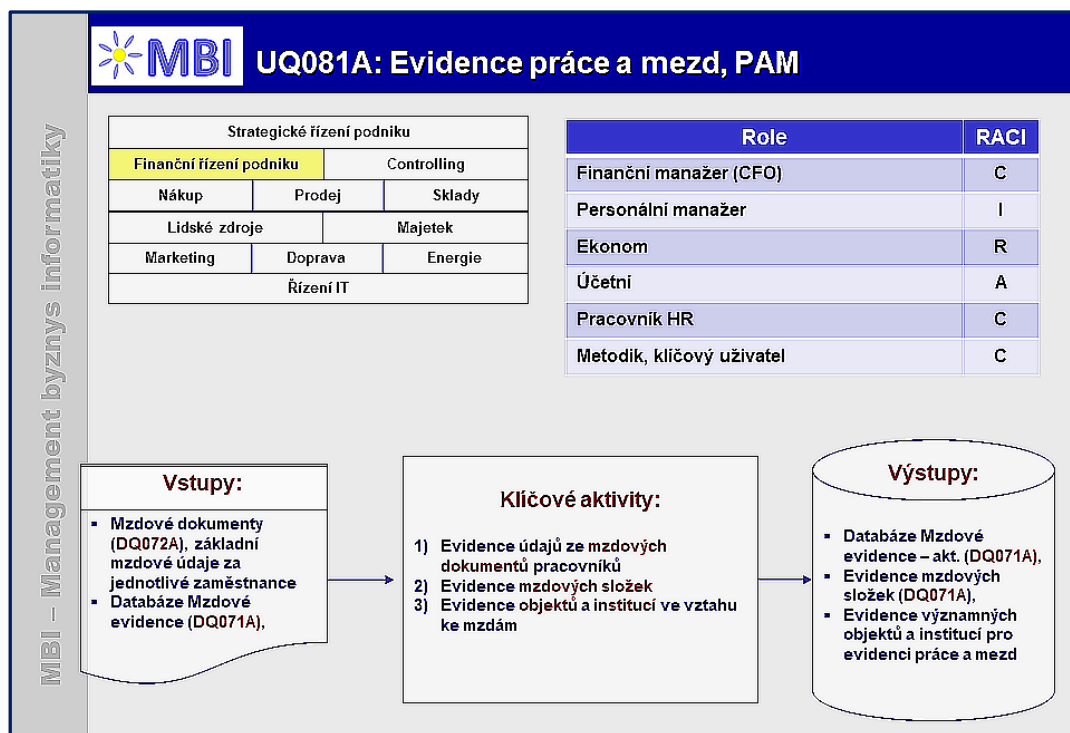 MBI
UQ081A: Evidence práce a mezd, PAM
MBI – Management byznys informatiky
Strategické řízení podniku
Finanční řízení podniku
Controlling
Nákup
Prodej
Sklady
Lidské zdroje
Majetek
Marketing
Doprava
Energie
Řízení IT
Role RACI
Finanční manažer (CFO) C
Personální manažer I
Ekonom R
Účetní A
Pracovník HR C
Metodik, klíčový uživatel C
Vstupy:
▪ Mzdové dokumenty
(DQ072A), základní
mzdové údaje za
jednotlivé zaměstnance
▪ Databáze Mzdové
evidence (DQ071A),
Klíčové aktivity:
1) Evidence údajů ze mzdových
dokumentů pracovníků
2) Evidence mzdových složek
3) Evidence objektů a institucí ve vztahu
ke mzdám
Výstupy:
▪ Databáze Mzdové
evidence – akt. (DQ071A),
▪ Evidence mzdových
složek (DQ071A),
▪ Evidence významných
objektů a institucí pro
evidenci práce a mezd